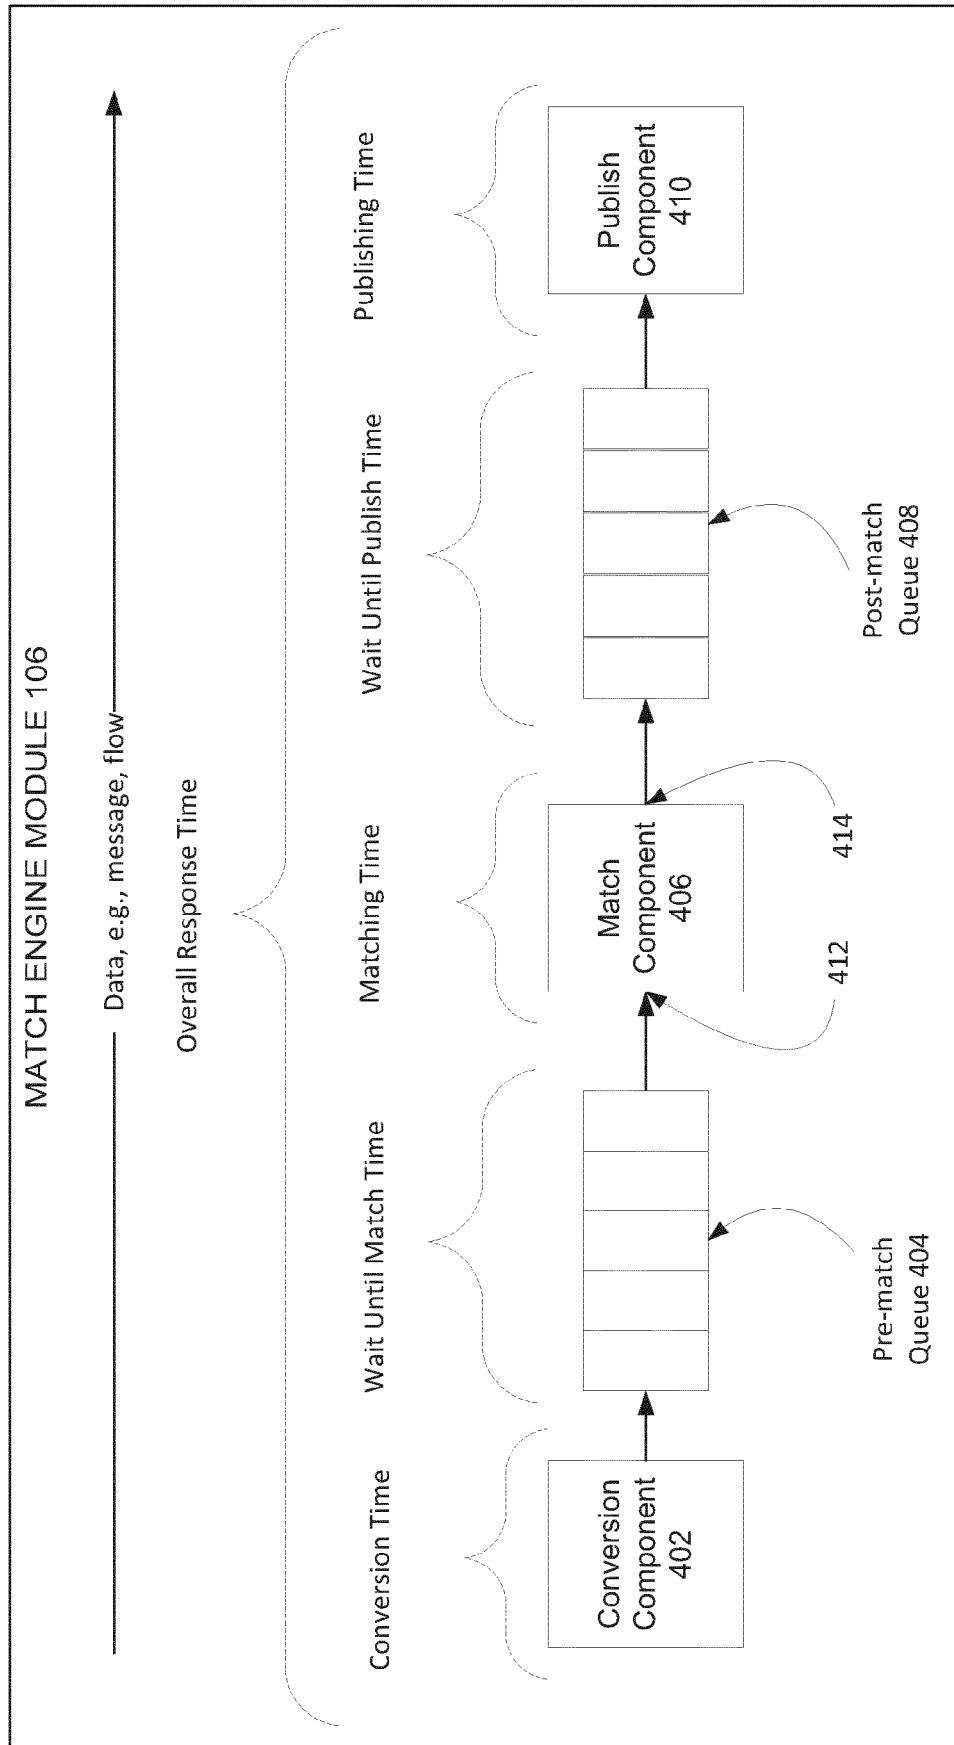 MATCH ENGINE MODULE 106
Data, e.g., message, flow
Overall Response Time
Conversion Time
Wait Until Match Time
Matching Time
Wait Until Publish Time
Publishing Time
Conversion
Component
402
Match
Component
406
Publish
Component
410
412
414
Pre-match
Queue 404
Post-match
Queue 408